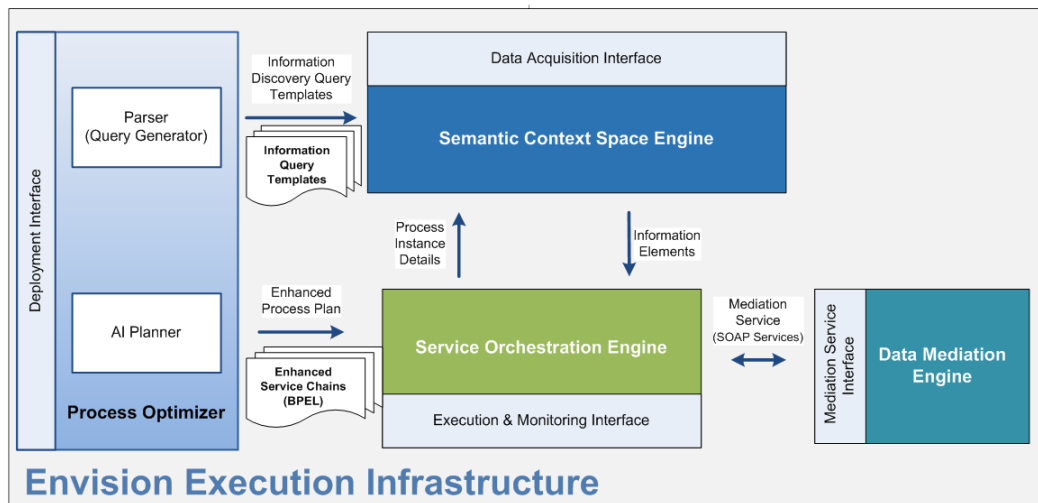 Deployment Interface
Parser
(Query Generator)
AI Planner
Process Optimizer
Information
Discovery Query
Templates
Information
Query
Templates
Data Acquisition Interface
Semantic Context Space Engine
Process
Instance
Details
Information
Elements
Enhanced
Process Plan
Enhanced
Service Chains
(BPEL)
Service Orchestration Engine
Execution & Monitoring Interface
Mediation
Service
(SOAP Services)
Mediation Service
Interface
Data Mediation
Engine
Envision Execution Infrastructure